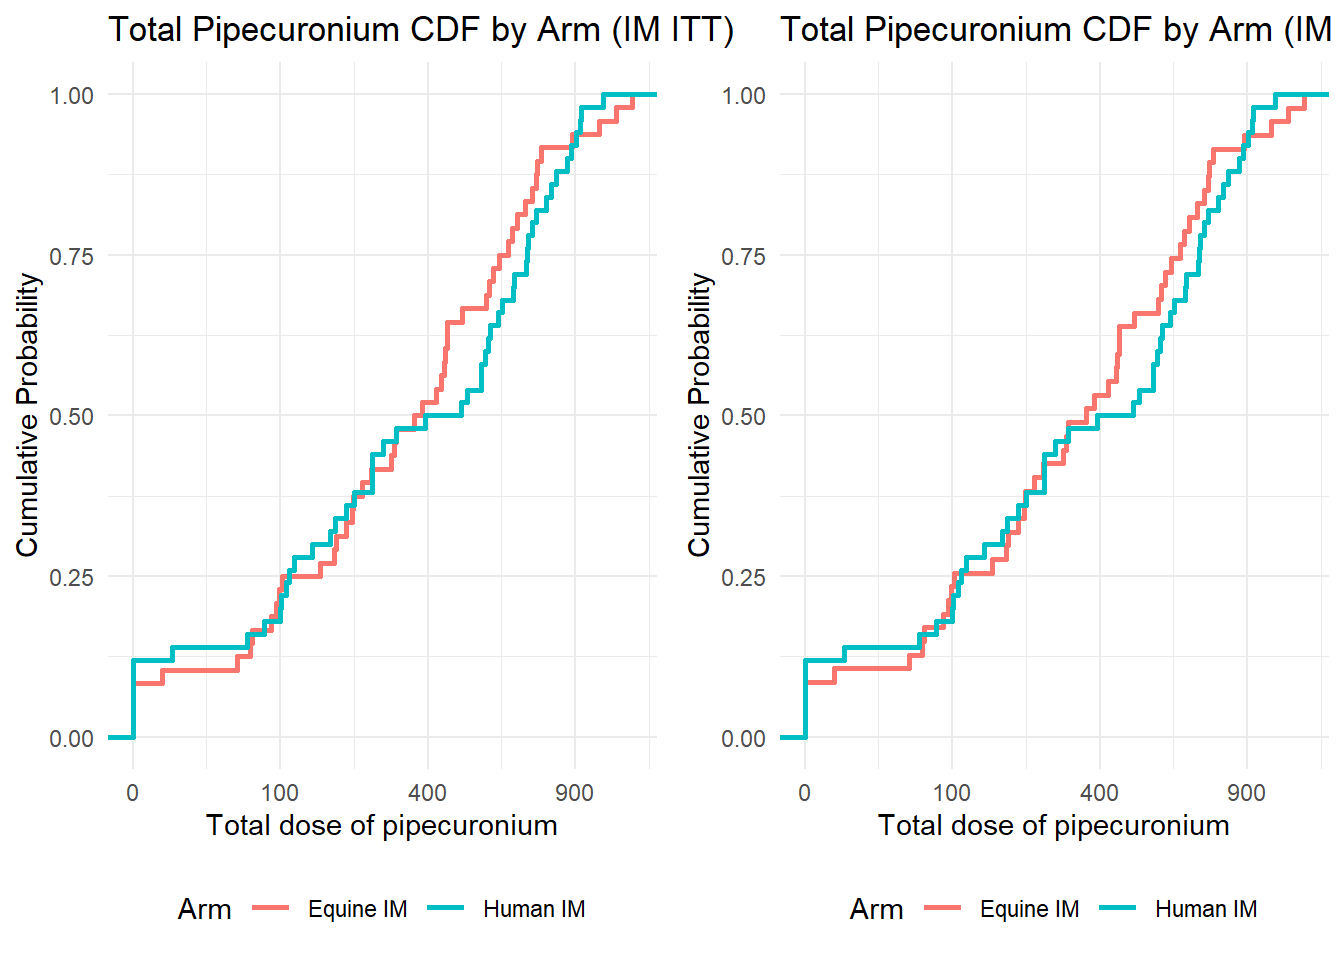 Total Pipecuronium CDF by Arm (IM ITT)
Cumulative Probability
1.00
0.75
0.50
0.25
0.00
0 100 400 900
Total dose of pipecuronium
Arm Equine IM Human IM
Total Pipecuronium CDF by Arm (IM
Cumulative Probability
1.00
0.75
0.50
0.25
0.00
0 100 400 900
Total dose of pipecuronium
Arm Equine IM Human IM